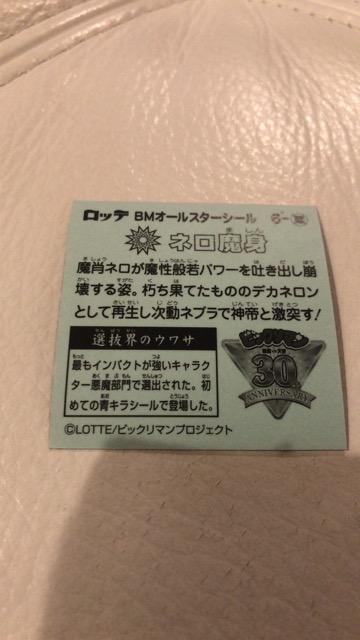 ロッテ BMオールスターシール
ネロ魔身
魔肖ネロが魔性般若パワーを吐き出し崩
壊する姿。朽ち果てたもののデカネロン
として再生し次動ネブラで神帝と激突す!
選抜界のウワサ
最もインパクトが強いキャラク
ター悪魔部門で選出された。初
めての青キラシールで登場した。
ビックリマン
30
ANNIVERSARY
©LOTTE/ビックリマンプロジェクト